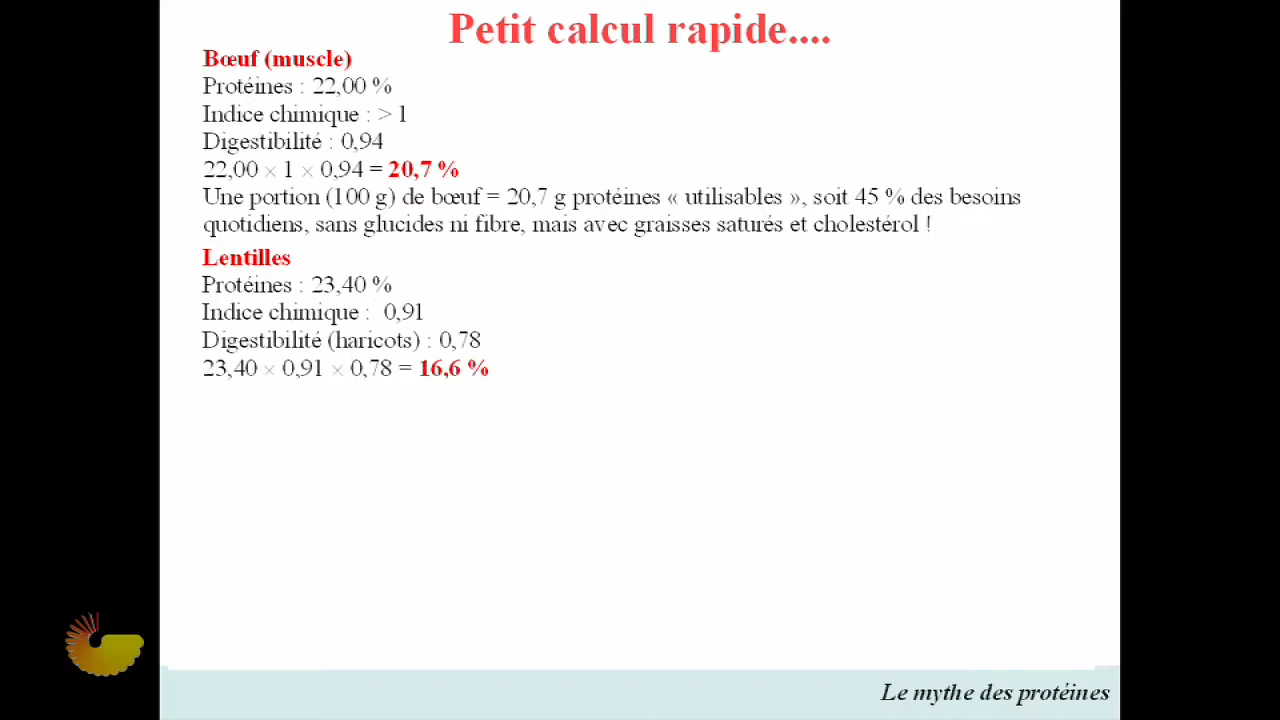 Petit calcul rapide....
Bœuf (muscle)
Protéines : 22,00 %
Indice chimique : > 1
Digestibilité : 0,94
22,00 × 1 × 0,94 = 20,7 %
Une portion (100 g) de bœuf = 20,7 g protéines « utilisables », soit 45 % des besoins
quotidiens, sans glucides ni fibre, mais avec graisses saturés et cholestérol !
Lentilles
Protéines : 23,40 %
Indice chimique : 0,91
Digestibilité (haricots) : 0,78
23,40 × 0,91 × 0,78 = 16,6 %
Le mythe des protéines